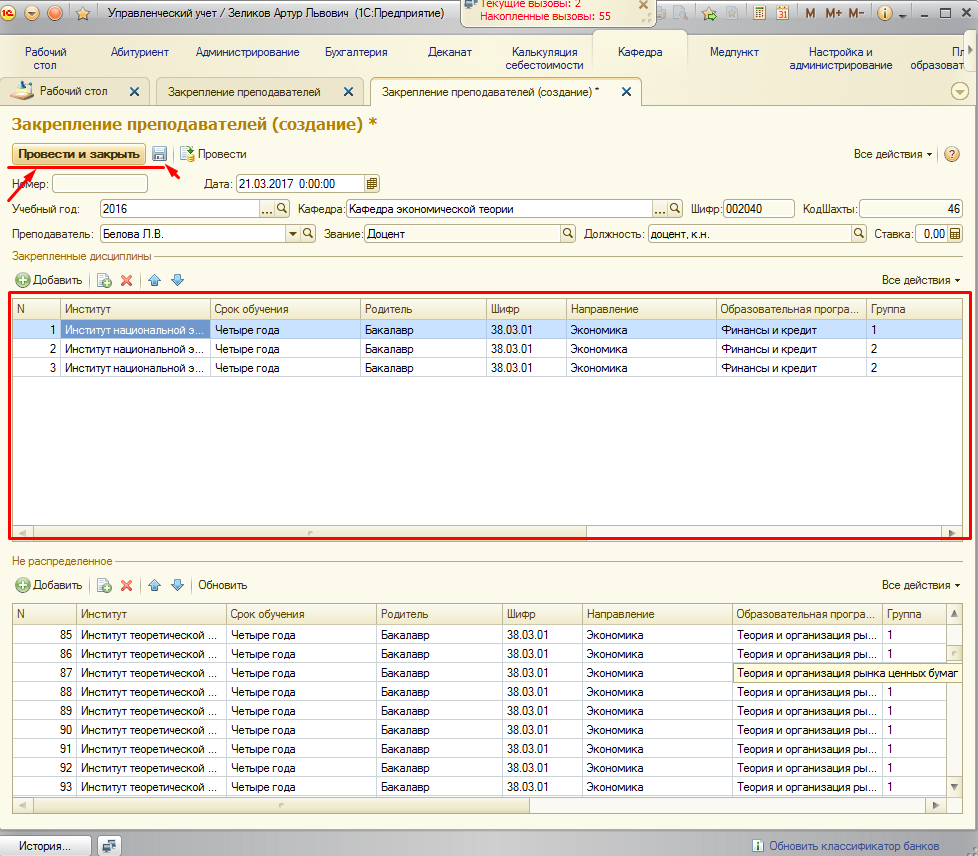 Управленческий учет / Зеликов Артур Львович (1С:Предприятие)
Текущие вызовы: 2
Накопленные вызовы: 55
M M+ M-
Рабочий стол
Абитуриент
Администрирование
Бухгалтерия
Деканат
Калькуляция себестоимости
Кафедра
Медпункт
Настройка и администрирование
Рабочий стол
Закрепление преподавателей
Закрепление преподавателей (создание) *
Закрепление преподавателей (создание) *
Провести и закрыть Провести Все действия
Номер: Дата: 21.03.2017 0:00:00
Учебный год: 2016 ... Кафедра: Кафедра экономической теории ... Шифр: 002040 КодШахты: 46
Преподаватель: Белова Л.В. Звание: Доцент Должность: доцент, к.н. Ставка: 0,00
Закрепленные дисциплины
Добавить Все действия
N Институт Срок обучения Родитель Шифр Направление Образовательная програ... Группа
1 Институт национальной э... Четыре года Бакалавр 38.03.01 Экономика Финансы и кредит 1
2 Институт национальной э... Четыре года Бакалавр 38.03.01 Экономика Финансы и кредит 2
3 Институт национальной э... Четыре года Бакалавр 38.03.01 Экономика Финансы и кредит 2
Не распределенное
Добавить Обновить Все действия
N Институт Срок обучения Родитель Шифр Направление Образовательная програ... Группа
85 Институт теоретической ... Четыре года Бакалавр 38.03.01 Экономика Теория и организация ры... 1
86 Институт теоретической ... Четыре года Бакалавр 38.03.01 Экономика Теория и организация ры... 1
87 Институт теоретической ... Четыре года Бакалавр 38.03.01 Экономика Теория и организация рынка ценных бумаг
88 Институт теоретической ... Четыре года Бакалавр 38.03.01 Экономика Теория и организация ры... 1
89 Институт теоретической ... Четыре года Бакалавр 38.03.01 Экономика Теория и организация ры... 1
90 Институт теоретической ... Четыре года Бакалавр 38.03.01 Экономика Теория и организация ры... 1
91 Институт теоретической ... Четыре года Бакалавр 38.03.01 Экономика Теория и организация ры... 1
92 Институт теоретической ... Четыре года Бакалавр 38.03.01 Экономика Теория и организация ры... 1
93 Институт теоретической ... Четыре года Бакалавр 38.03.01 Экономика Теория и организация ры... 1
История... Обновить классификатор банков